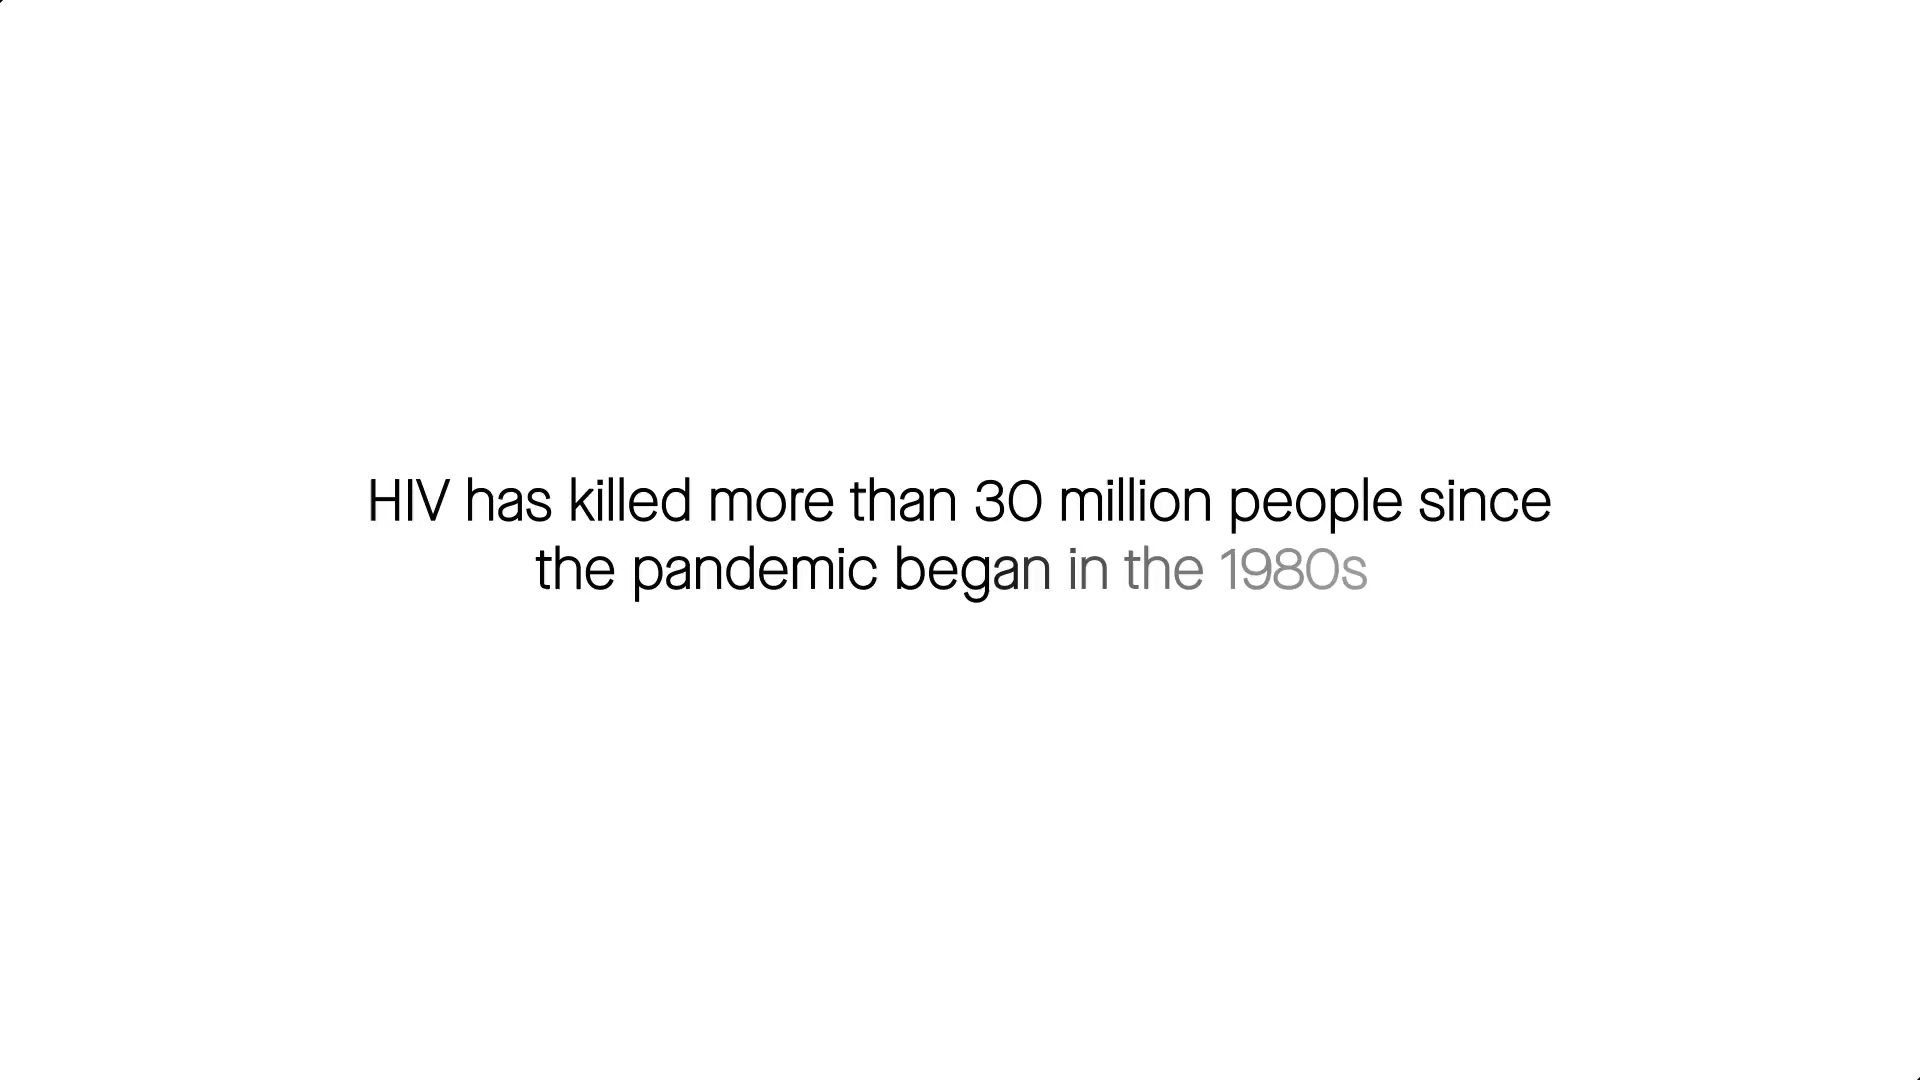 HIV has killed more than 30 million people since
the pandemic began in the 1980s